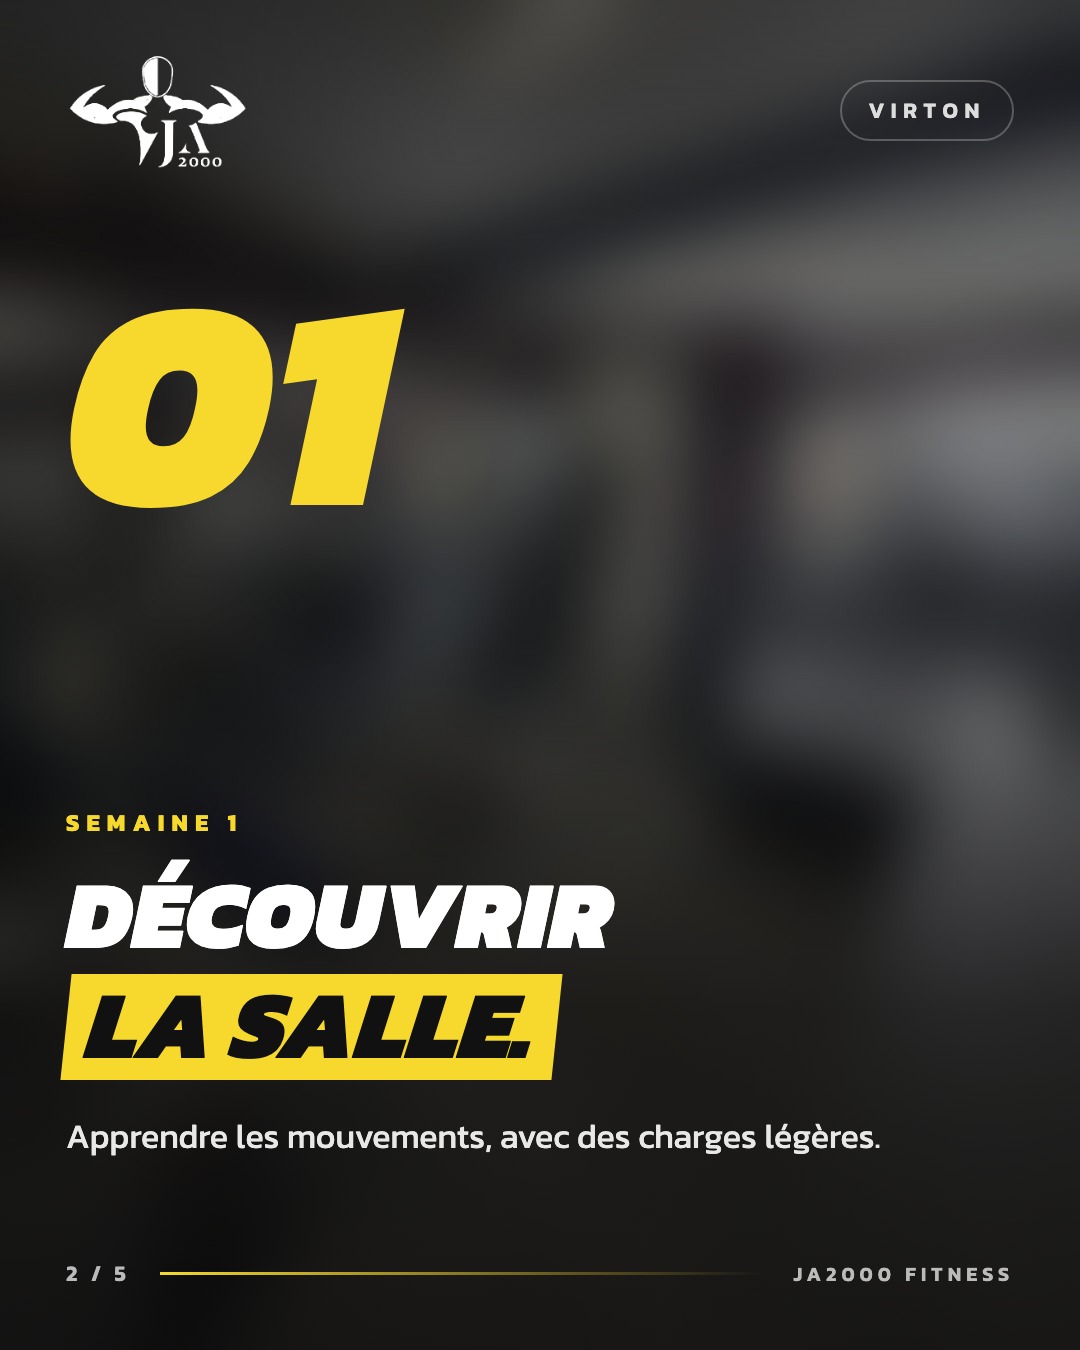 JA
2000
VIRTON
01
SEMAINE 1
DÉCOUVRIR
LA SALLE.
Apprendre les mouvements, avec des charges légères.
2 / 5
JA2000 FITNESS